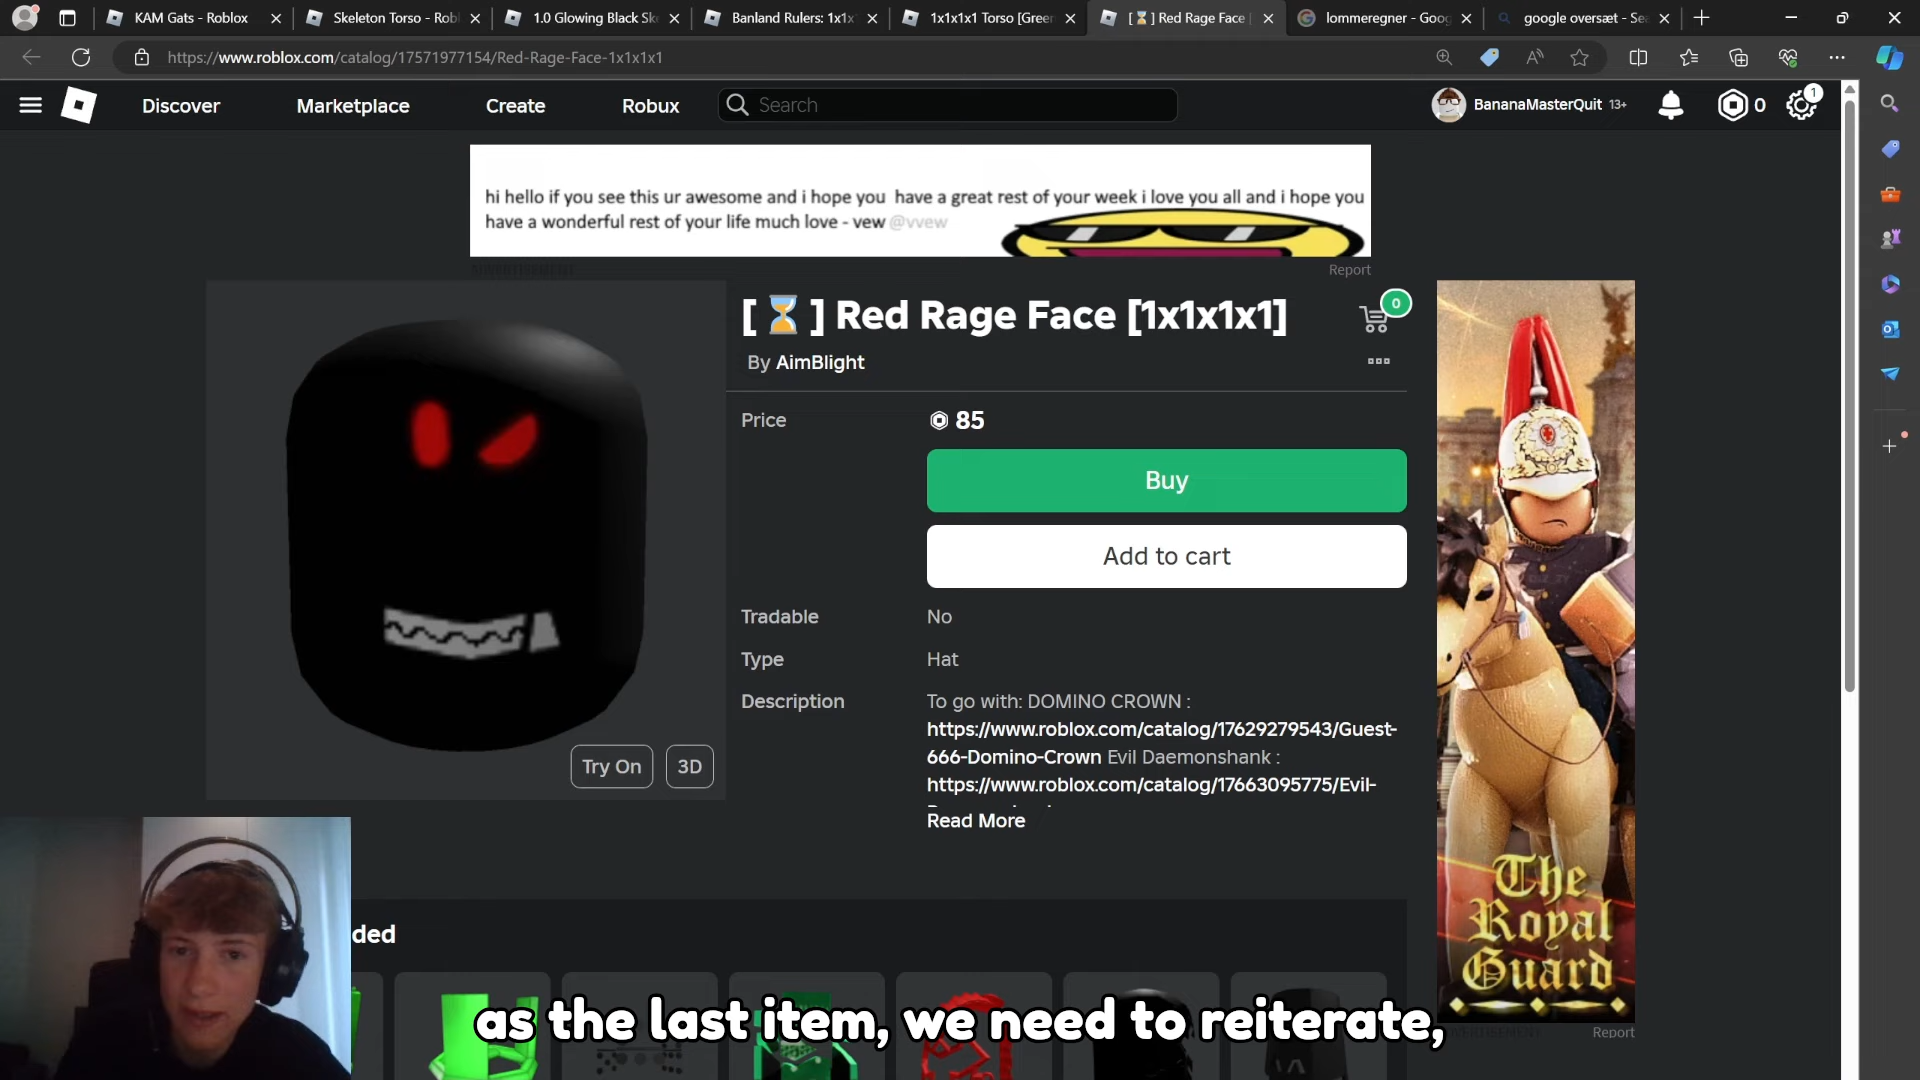 KAM Gats - Roblox
Skeleton Torso - Robl
1.0 Glowing Black Sk
Banland Rulers: 1x1x
1x1x1x1 Torso [Green
[⏳] Red Rage Face
lommeregner - Goog
google oversæt - Sea
https://www.roblox.com/catalog/17571977154/Red-Rage-Face-1x1x1x1
Discover
Marketplace
Create
Robux
Search
BananaMasterQuit 13+
0
1
hi hello if you see this ur awesome and i hope you have a great rest of your week i love you all and i hope you
have a wonderful rest of your life much love - vew @vvew
ADVERTISEMENT
Report
[⏳] Red Rage Face [1x1x1x1]
0
By AimBlight
Price
85
Buy
Add to cart
Tradable
No
Type
Hat
Description
To go with: DOMINO CROWN :
https://www.roblox.com/catalog/17629279543/Guest-
666-Domino-Crown Evil Daemonshank :
https://www.roblox.com/catalog/17663095775/Evil-
Read More
Try On
3D
ded
The
Royal
Guard
as the last item, we need to reiterate,
ADVERTISEMENT
Report